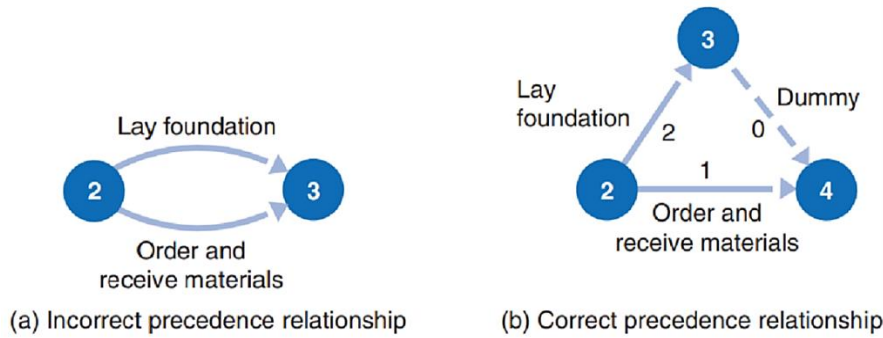 Lay foundation
2
3
Order and
receive materials
(a) Incorrect precedence relationship
3
Lay
foundation
Dummy
2
0
1
2
4
Order and
receive materials
(b) Correct precedence relationship